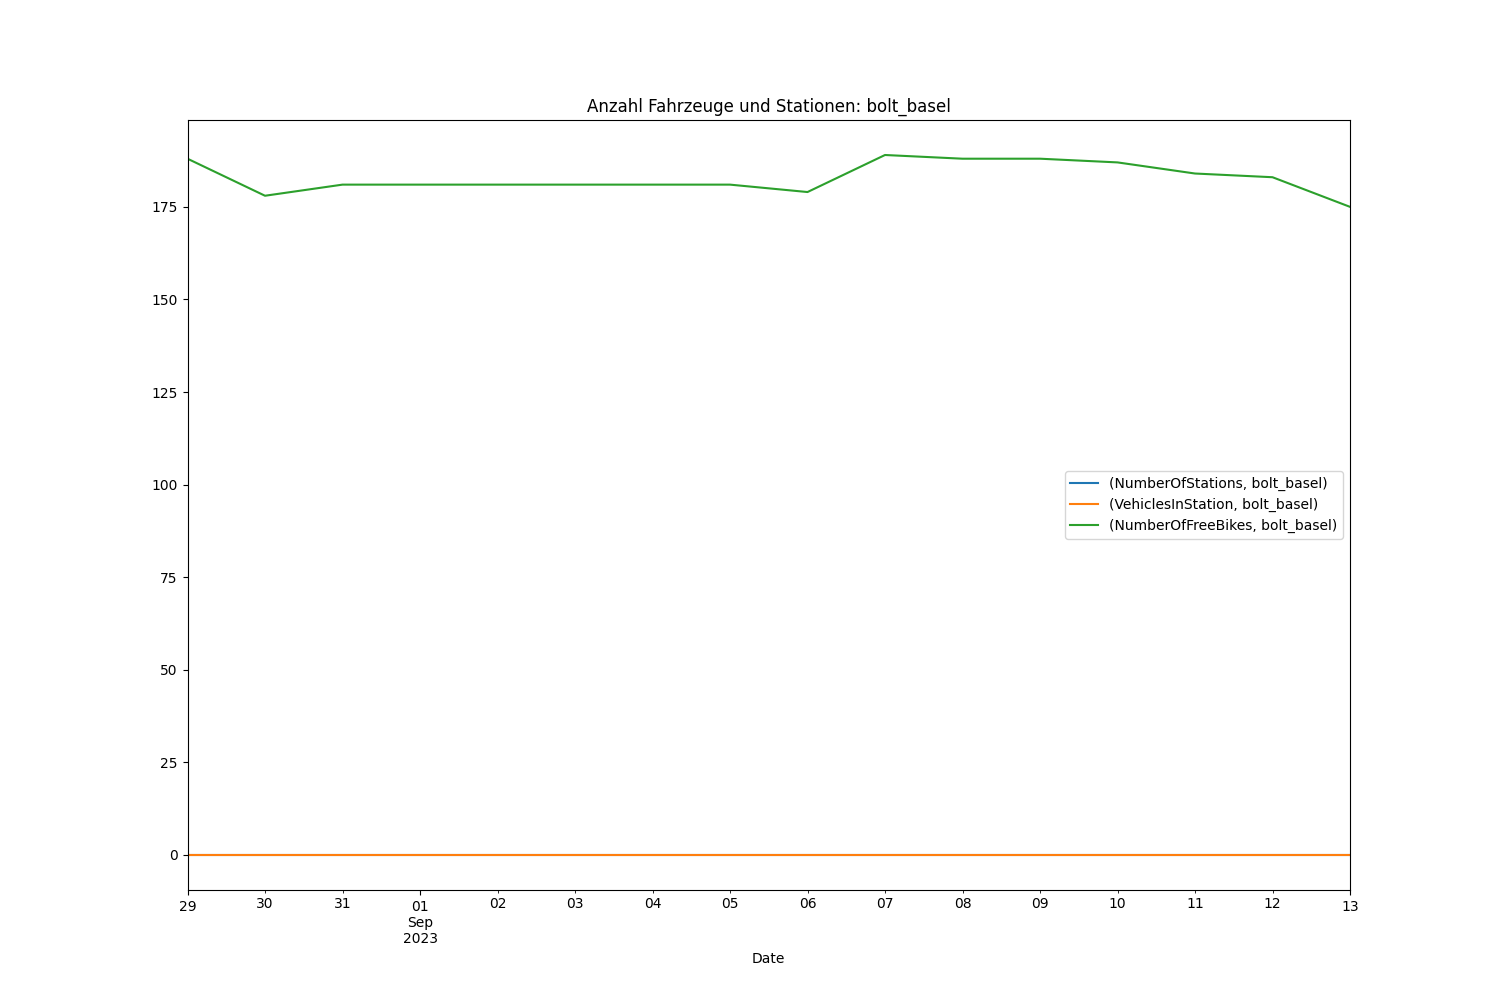 Anzahl Fahrzeuge und Stationen: bolt_basel
175
150
125
100
75
50
25
0
(NumberOfStations, bolt_basel)
(VehiclesInStation, bolt_basel)
(NumberOfFreeBikes, bolt_basel)
29 30 31 01 02 03 04 05 06 07 08 09 10 11 12 13
Sep
2023
Date